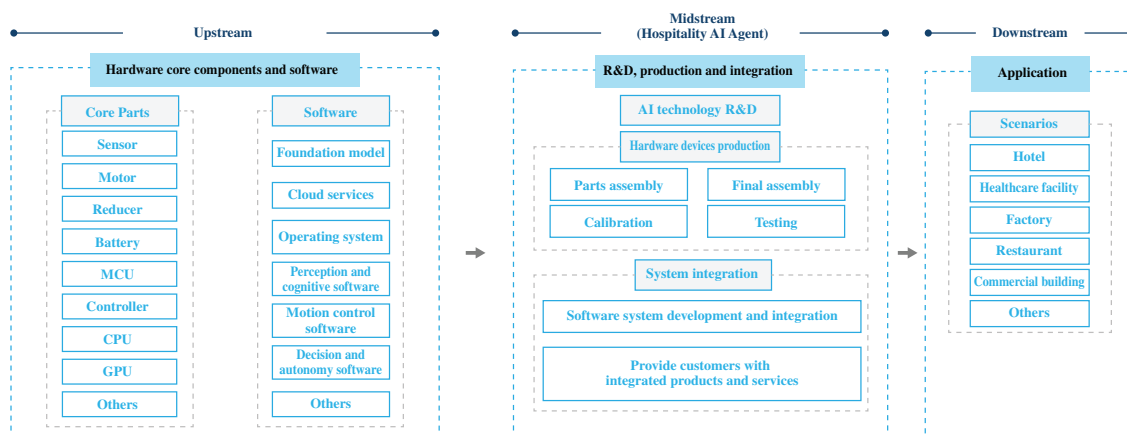 Upstream
Midstream
(Hospitality AI Agent)
Downstream
Hardware core components and software
Core Parts
Sensor
Motor
Reducer
Battery
MCU
Controller
CPU
GPU
Others
Software
Foundation model
Cloud services
Operating system
Perception and
cognitive software
Motion control
software
Decision and
autonomy software
Others
R&D, production and integration
AI technology R&D
Hardware devices production
Parts assembly
Final assembly
Calibration
Testing
System integration
Software system development and integration
Provide customers with
integrated products and services
Application
Scenarios
Hotel
Healthcare facility
Factory
Restaurant
Commercial building
Others